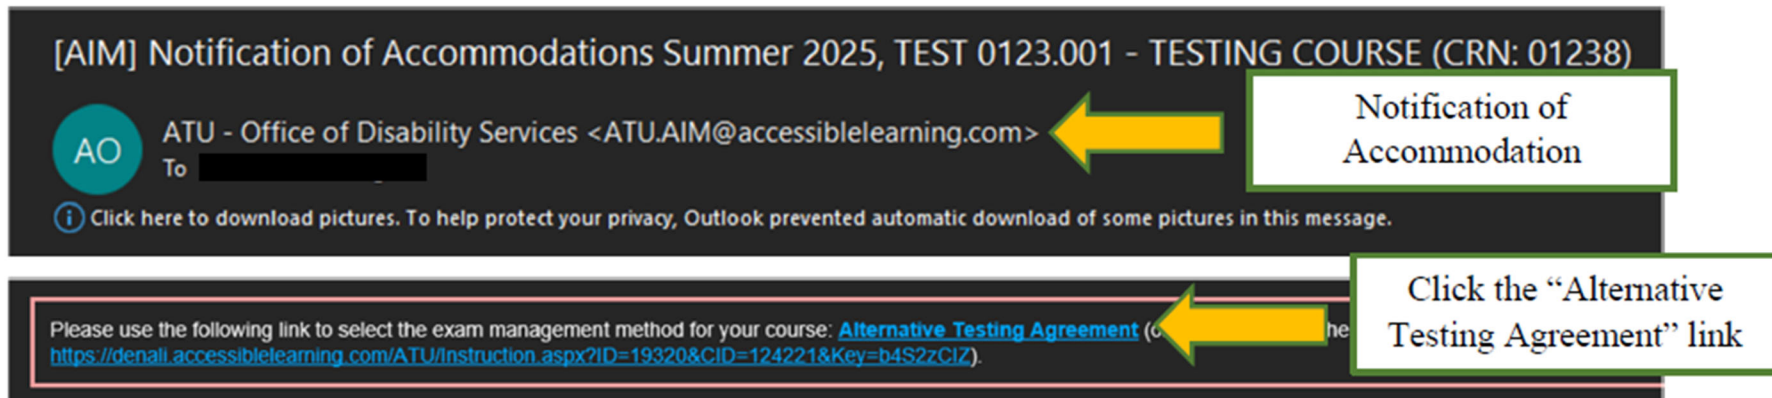 [AIM] Notification of Accommodations Summer 2025, TEST 0123.001 - TESTING COURSE (CRN: 01238)
Notification of
Accommodation
AO
ATU - Office of Disability Services <ATU.AIM@accessiblelearning.com>
To
Click here to download pictures. To help protect your privacy, Outlook prevented automatic download of some pictures in this message.
Click the “Alternative
Testing Agreement” link
Please use the following link to select the exam management method for your course: Alternative Testing Agreement (
https://denali.accessiblelearning.com/ATU/Instruction.aspx?ID=19320&CID=124221&Key=b4S2zCIZ).